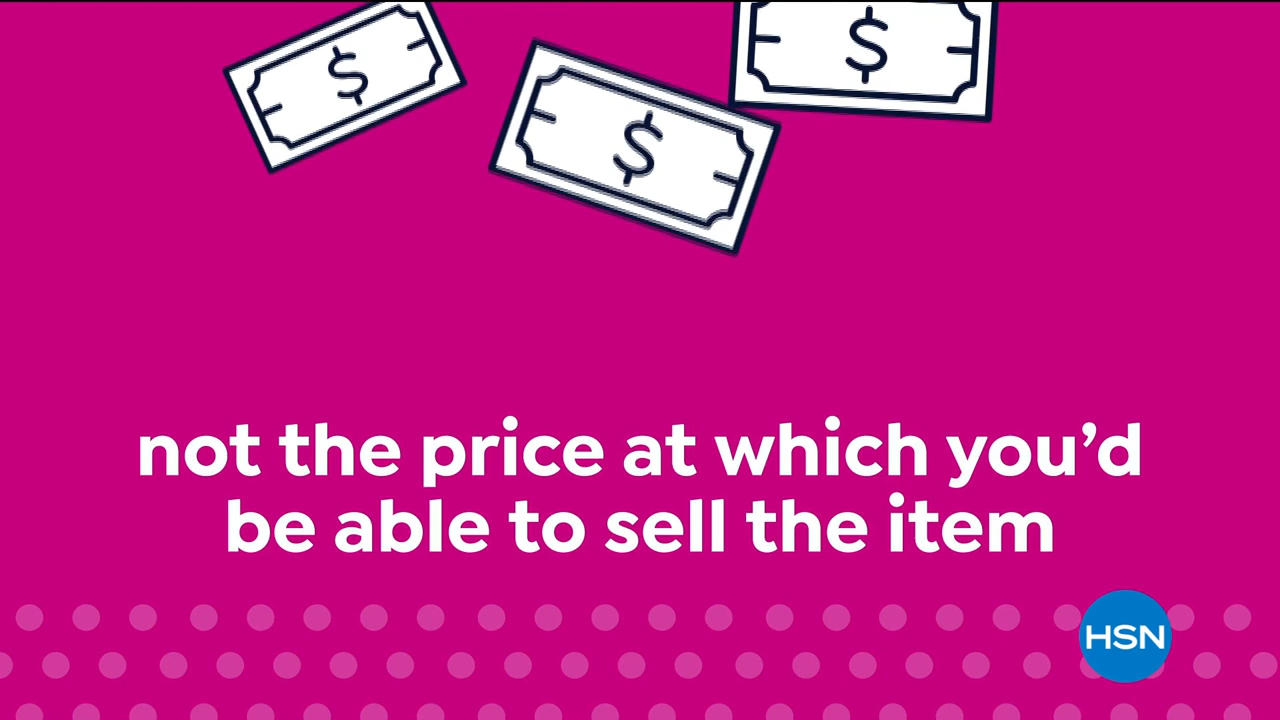 $
$
$
not the price at which you’d
be able to sell the item
HSN